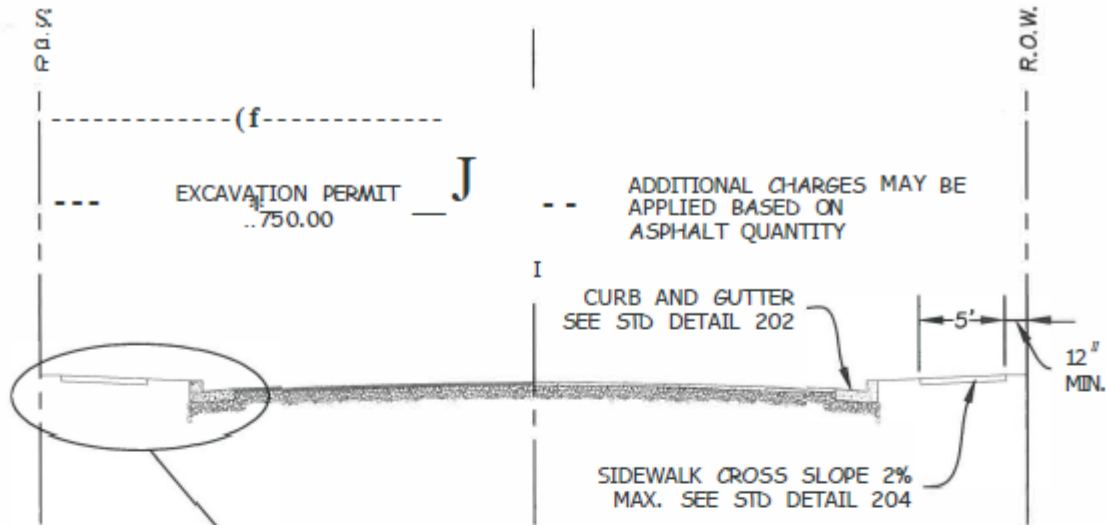 R.O.W.
(f
EXCAVATION PERMIT
J
..750.00
ADDITIONAL CHARGES MAY BE
APPLIED BASED ON
ASPHALT QUANTITY
I
CURB AND GUTTER
SEE STD DETAIL 202
5'
12"
MIN.
SIDEWALK CROSS SLOPE 2%
MAX. SEE STD DETAIL 204